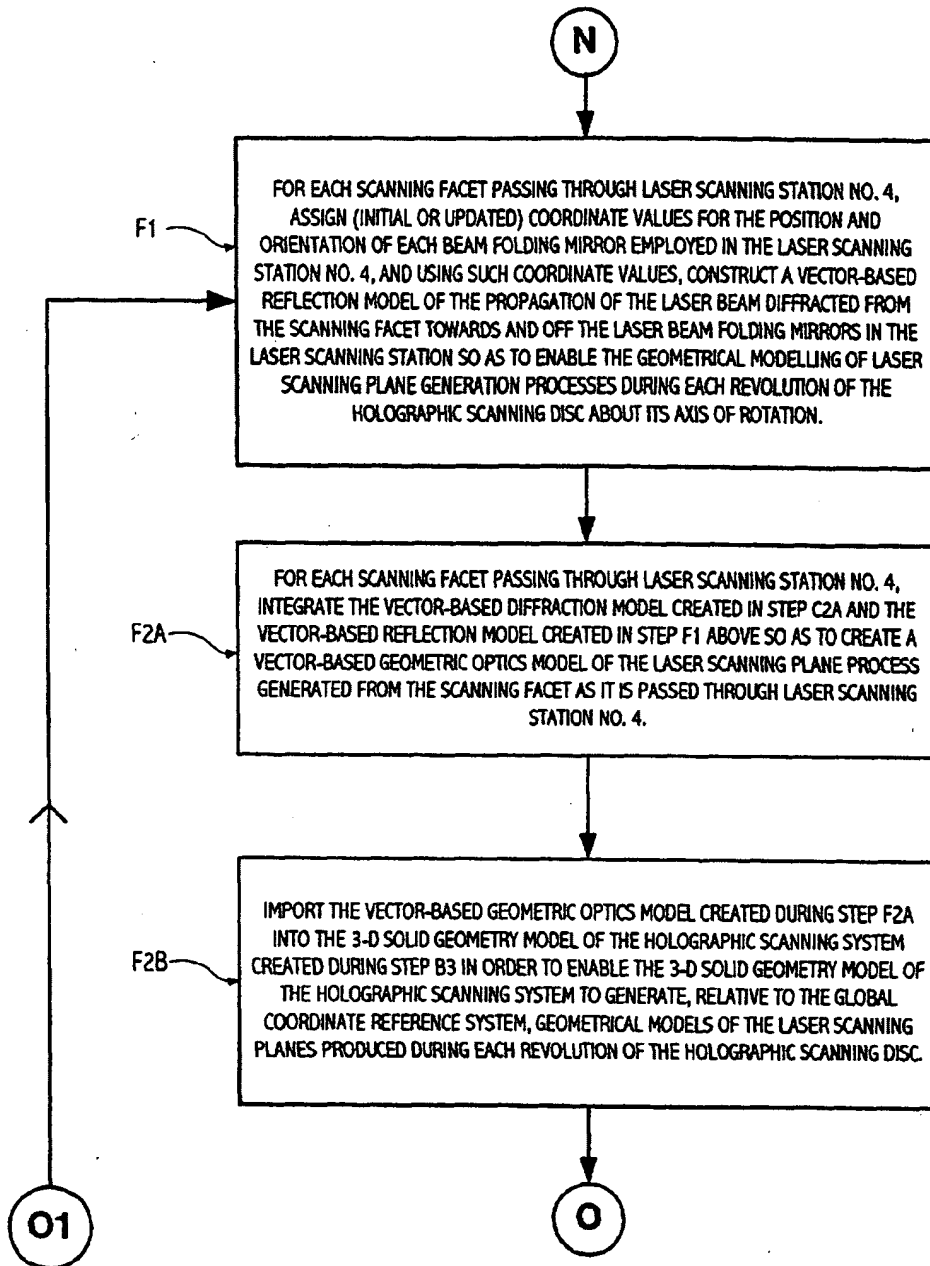 N
F1
FOR EACH SCANNING FACET PASSING THROUGH LASER SCANNING STATION NO. 4,
ASSIGN (INITIAL OR UPDATED) COORDINATE VALUES FOR THE POSITION AND
ORIENTATION OF EACH BEAM FOLDING MIRROR EMPLOYED IN THE LASER SCANNING
STATION NO. 4, AND USING SUCH COORDINATE VALUES, CONSTRUCT A VECTOR-BASED
REFLECTION MODEL OF THE PROPAGATION OF THE LASER BEAM DIFFRACTED FROM
THE SCANNING FACET TOWARDS AND OFF THE LASER BEAM FOLDING MIRRORS IN THE
LASER SCANNING STATION SO AS TO ENABLE THE GEOMETRICAL MODELLING OF LASER
SCANNING PLANE GENERATION PROCESSES DURING EACH REVOLUTION OF THE
HOLOGRAPHIC SCANNING DISC ABOUT ITS AXIS OF ROTATION.
F2A
FOR EACH SCANNING FACET PASSING THROUGH LASER SCANNING STATION NO. 4,
INTEGRATE THE VECTOR-BASED DIFFRACTION MODEL CREATED IN STEP C2A AND THE
VECTOR-BASED REFLECTION MODEL CREATED IN STEP F1 ABOVE SO AS TO CREATE A
VECTOR-BASED GEOMETRIC OPTICS MODEL OF THE LASER SCANNING PLANE PROCESS
GENERATED FROM THE SCANNING FACET AS IT IS PASSED THROUGH LASER SCANNING
STATION NO. 4.
F2B
IMPORT THE VECTOR-BASED GEOMETRIC OPTICS MODEL CREATED DURING STEP F2A
INTO THE 3-D SOLID GEOMETRY MODEL OF THE HOLOGRAPHIC SCANNING SYSTEM
CREATED DURING STEP B3 IN ORDER TO ENABLE THE 3-D SOLID GEOMETRY MODEL OF
THE HOLOGRAPHIC SCANNING SYSTEM TO GENERATE, RELATIVE TO THE GLOBAL
COORDINATE REFERENCE SYSTEM, GEOMETRICAL MODELS OF THE LASER SCANNING
PLANES PRODUCED DURING EACH REVOLUTION OF THE HOLOGRAPHIC SCANNING DISC.
O1
O